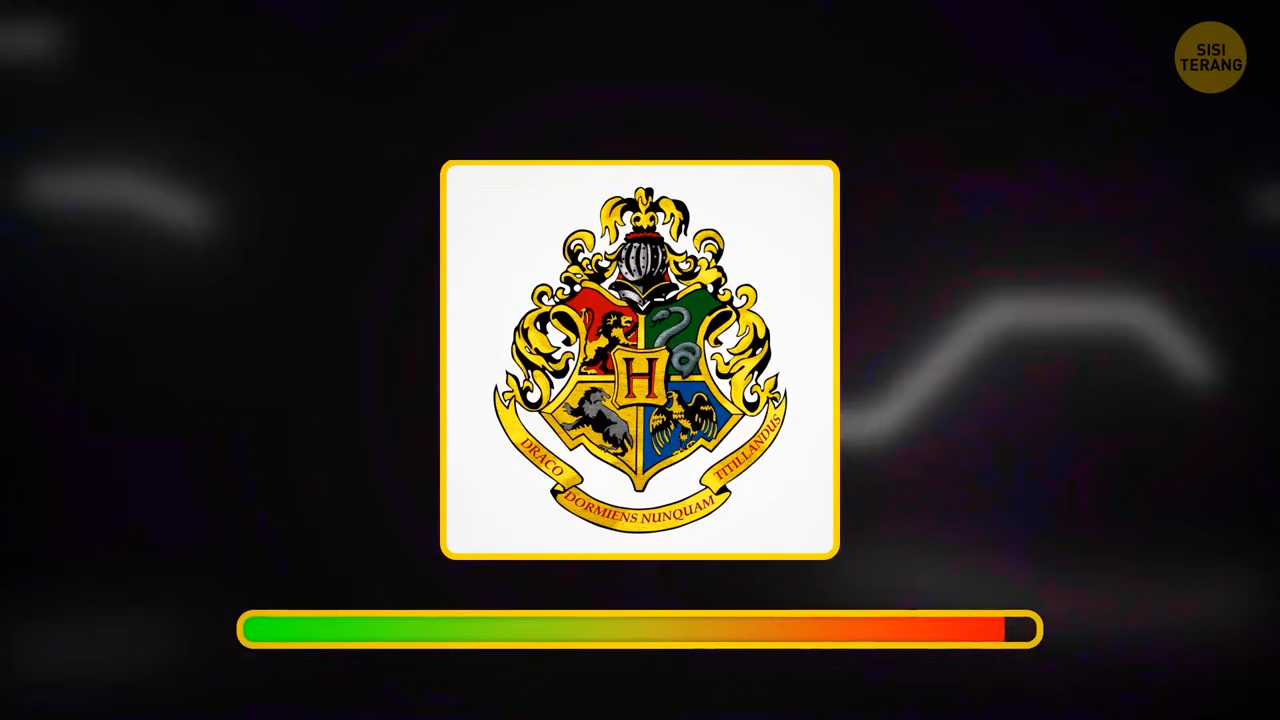 SISI
TERANG
H
DRACO
DORMIENS NUNQUAM
TITILLANDUS